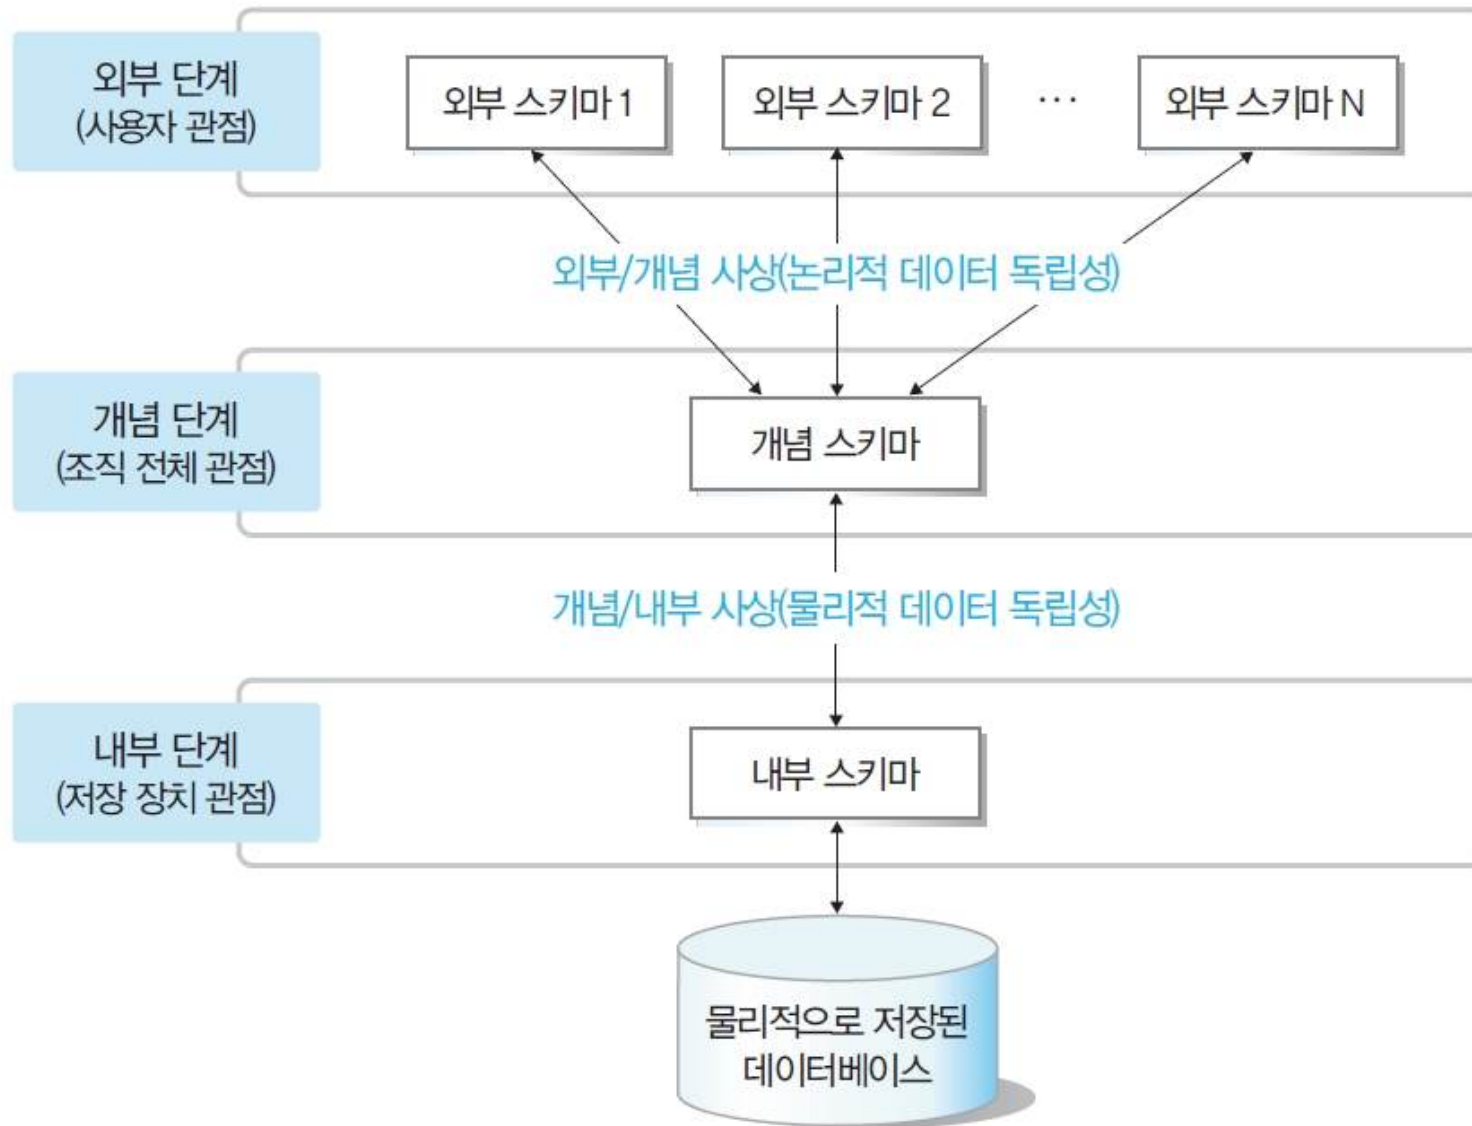 외부 단계
(사용자 관점)
외부 스키마 1
외부 스키마 2
…
외부 스키마 N
외부/개념 사상(논리적 데이터 독립성)
개념 단계
(조직 전체 관점)
개념 스키마
개념/내부 사상(물리적 데이터 독립성)
내부 단계
(저장 장치 관점)
내부 스키마
물리적으로 저장된
데이터베이스